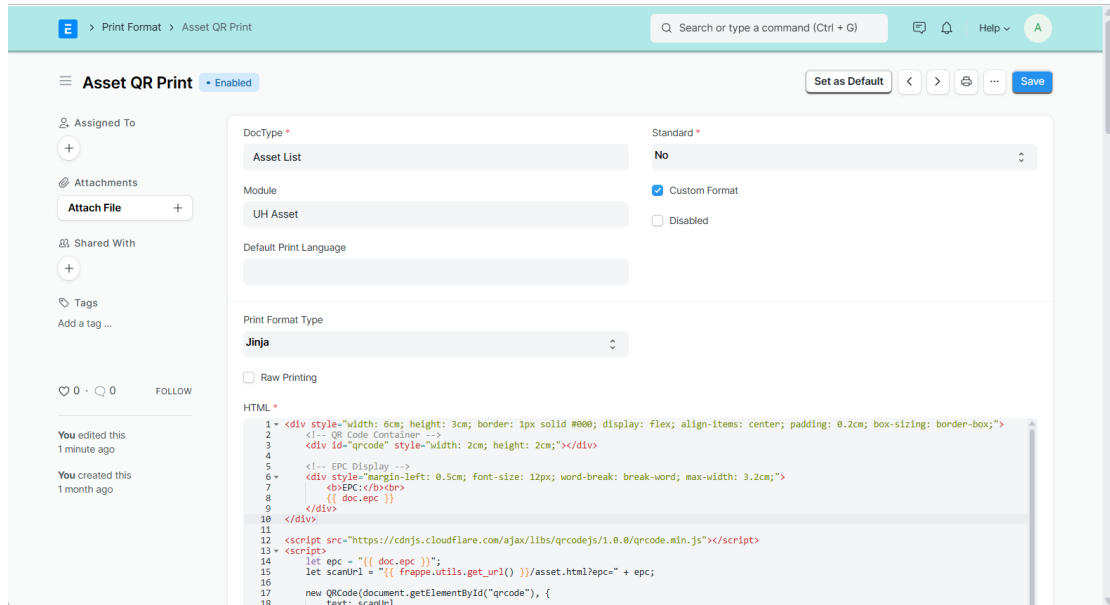 E > Print Format > Asset QR Print
Search or type a command (Ctrl + G)
Help
A
Asset QR Print
• Enabled
Set as Default
Save
Assigned To
Attachments
Attach File
Shared With
Tags
Add a tag ...
0 · 0 FOLLOW
You edited this
1 minute ago
You created this
1 month ago
DocType *
Asset List
Module
UH Asset
Default Print Language
Standard *
No
Custom Format
Disabled
Print Format Type
Jinja
Raw Printing
HTML *
1 <div style="width: 6cm; height: 3cm; border: 1px solid #000; display: flex; align-items: center; padding: 0.2cm; box-sizing: border-box;">
2 <!-- QR Code Container -->
3 <div id="qrcode" style="width: 2cm; height: 2cm;"></div>
4
5 <!-- EPC Display -->
6 <div style="margin-left: 0.5cm; font-size: 12px; word-break: break-word; max-width: 3.2cm;">
7 <b>EPC:</b><br>
8 {{ doc.epc }}
9 </div>
10 </div>
11
12 <script src="https://cdnjs.cloudflare.com/ajax/libs/qrcodejs/1.0.0/qrcode.min.js"></script>
13 <script>
14 let epc = "{{ doc.epc }}";
15 let scanUrl = "{{ frappe.utils.get_url() }}/asset.html?epc=" + epc;
16
17 new QRCode(document.getElementById("qrcode"), {
18 text: scanUrl